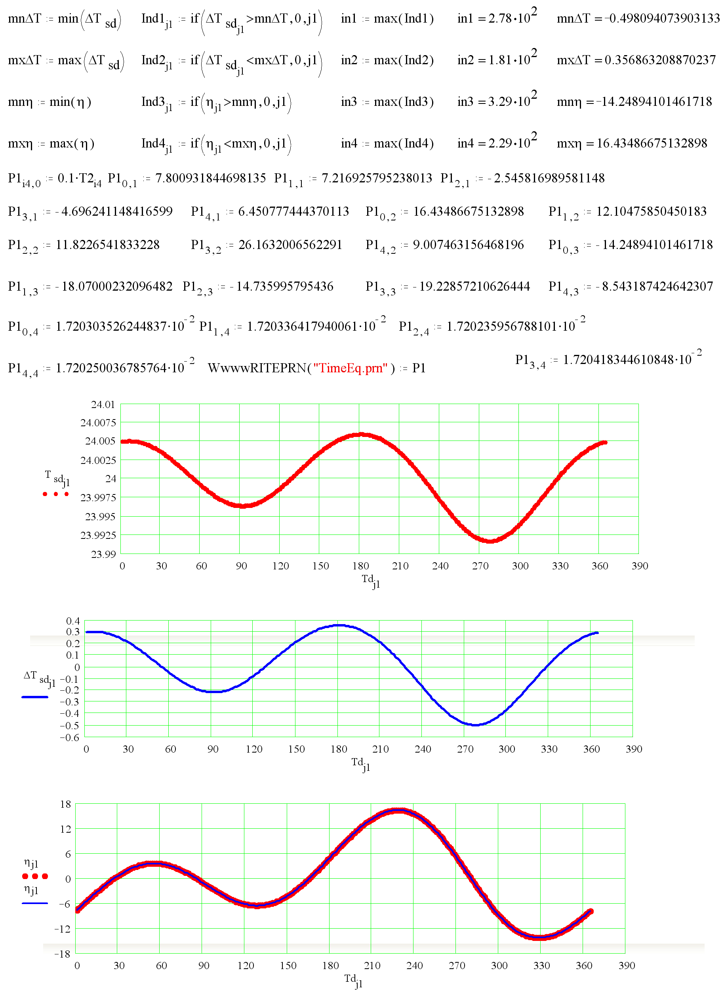 mnΔT := min(ΔT sd) Ind1j1 := if(ΔT sdj1 >mnΔT,0,j1) in1 := max(Ind1) in1 =2.78•10^2 mnΔT =-0.498094073903133
mxΔT := max(ΔT sd) Ind2j1 := if(ΔT sdj1 <mxΔT,0,j1) in2 := max(Ind2) in2 =1.81•10^2 mxΔT =0.356863208870237
mnη := min(η) Ind3j1 := if(ηj1>mnη,0,j1) in3 := max(Ind3) in3 =3.29•10^2 mnη =-14.24894101461718
mxη := max(η) Ind4j1 := if(ηj1<mxη,0,j1) in4 := max(Ind4) in4 =2.29•10^2 mxη =16.43486675132898
P1i4,0 := 0.1·T2i4 P10,1 := 7.800931844698135 P11,1 := 7.216925795238013 P12,1 := -2.545816989581148
P13,1 := -4.696241148416599 P14,1 := 6.450777444370113 P10,2 := 16.43486675132898 P11,2 := 12.10475850450183
P12,2 := 11.8226541833228 P13,2 := 26.1632006562291 P14,2 := 9.007463156468196 P10,3 := -14.24894101461718
P11,3 := -18.07000232096482 P12,3 := -14.735995795436 P13,3 := -19.22857210626444 P14,3 := -8.543187424642307
P10,4 := 1.720303526244837·10^-2 P11,4 := 1.720336417940061·10^-2 P12,4 := 1.720235956788101·10^-2
P14,4 := 1.720250036785764·10^-2 WwwwRITEPRN("TimeEq.prn") := P1 P13,4 := 1.720418344610848·10^-2
24.01
24.0075
24.005
24.0025
24
23.9975
23.995
23.9925
23.99
T sdj1
0 30 60 90 120 150 180 210 240 270 300 330 360 390
Tdj1
0.4
0.3
0.2
0.1
0
-0.1
-0.2
-0.3
-0.4
-0.5
-0.6
ΔT sdj1
0 30 60 90 120 150 180 210 240 270 300 330 360 390
Tdj1
18
12
6
0
-6
-12
-18
ηj1
ηj1
0 30 60 90 120 150 180 210 240 270 300 330 360 390
Tdj1